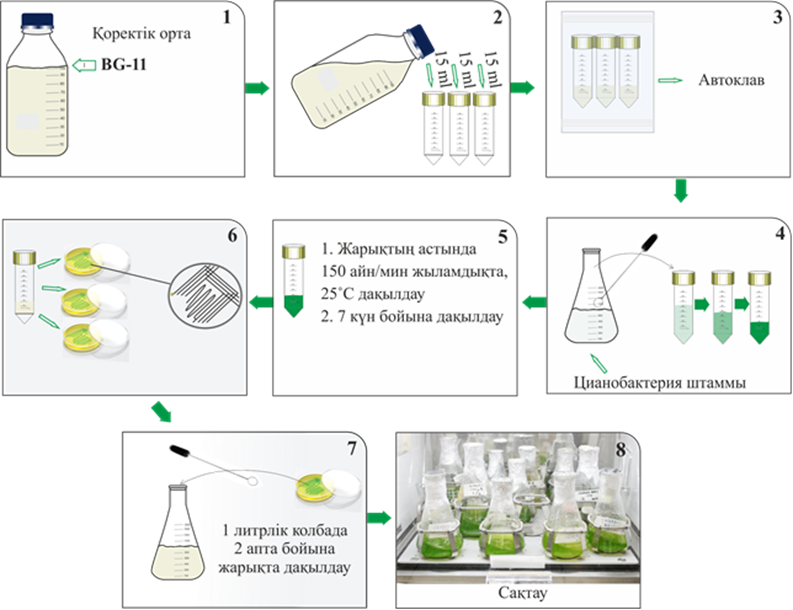 1
Қоректік орта
BG-11
2
15 ml
15 ml
15 ml
3
Автоклав
4
Цианобактерия штаммы
5
1. Жарықтың астында
150 айн/мин жыламдықта,
25˚C дақылдау
2. 7 күн бойына дақылдау
6
7
1 литрлік колбада
2 апта бойына
жарықта дақылдау
8
Сақтау